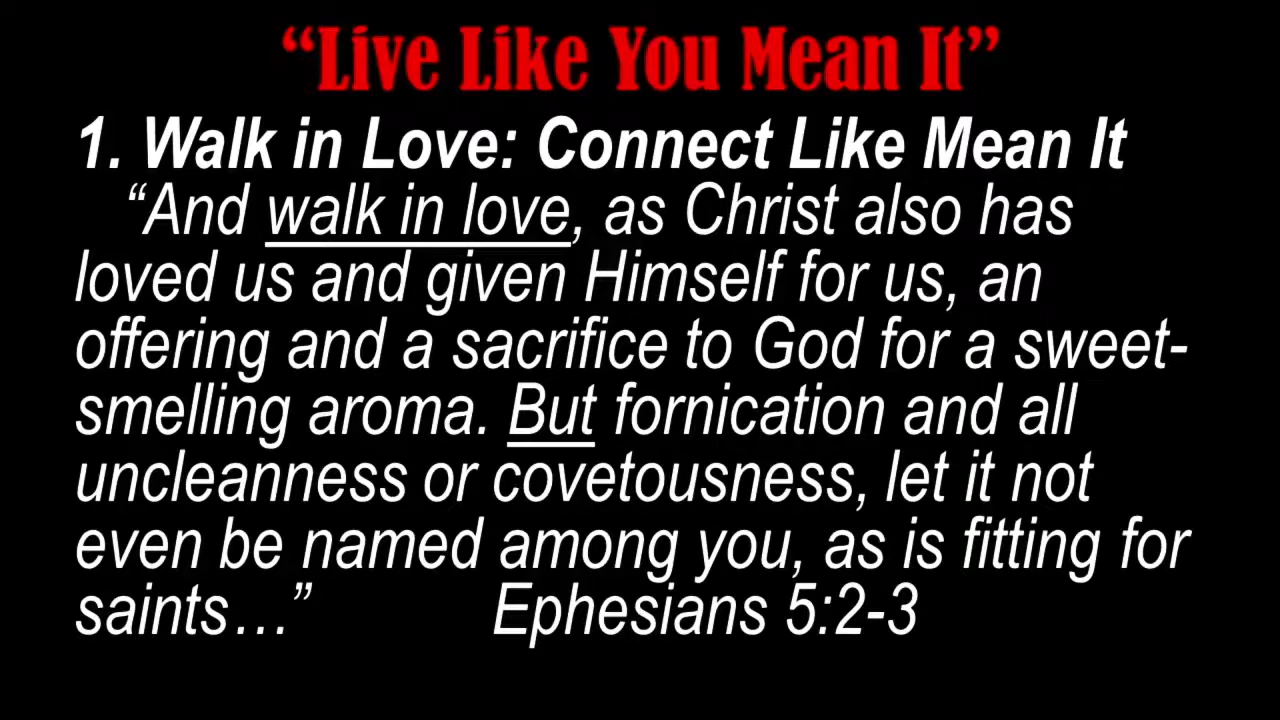 “Live Like You Mean It”
1. Walk in Love: Connect Like Mean It
“And walk in love, as Christ also has
loved us and given Himself for us, an
offering and a sacrifice to God for a sweet-
smelling aroma. But fornication and all
uncleanness or covetousness, let it not
even be named among you, as is fitting for
saints…” Ephesians 5:2-3